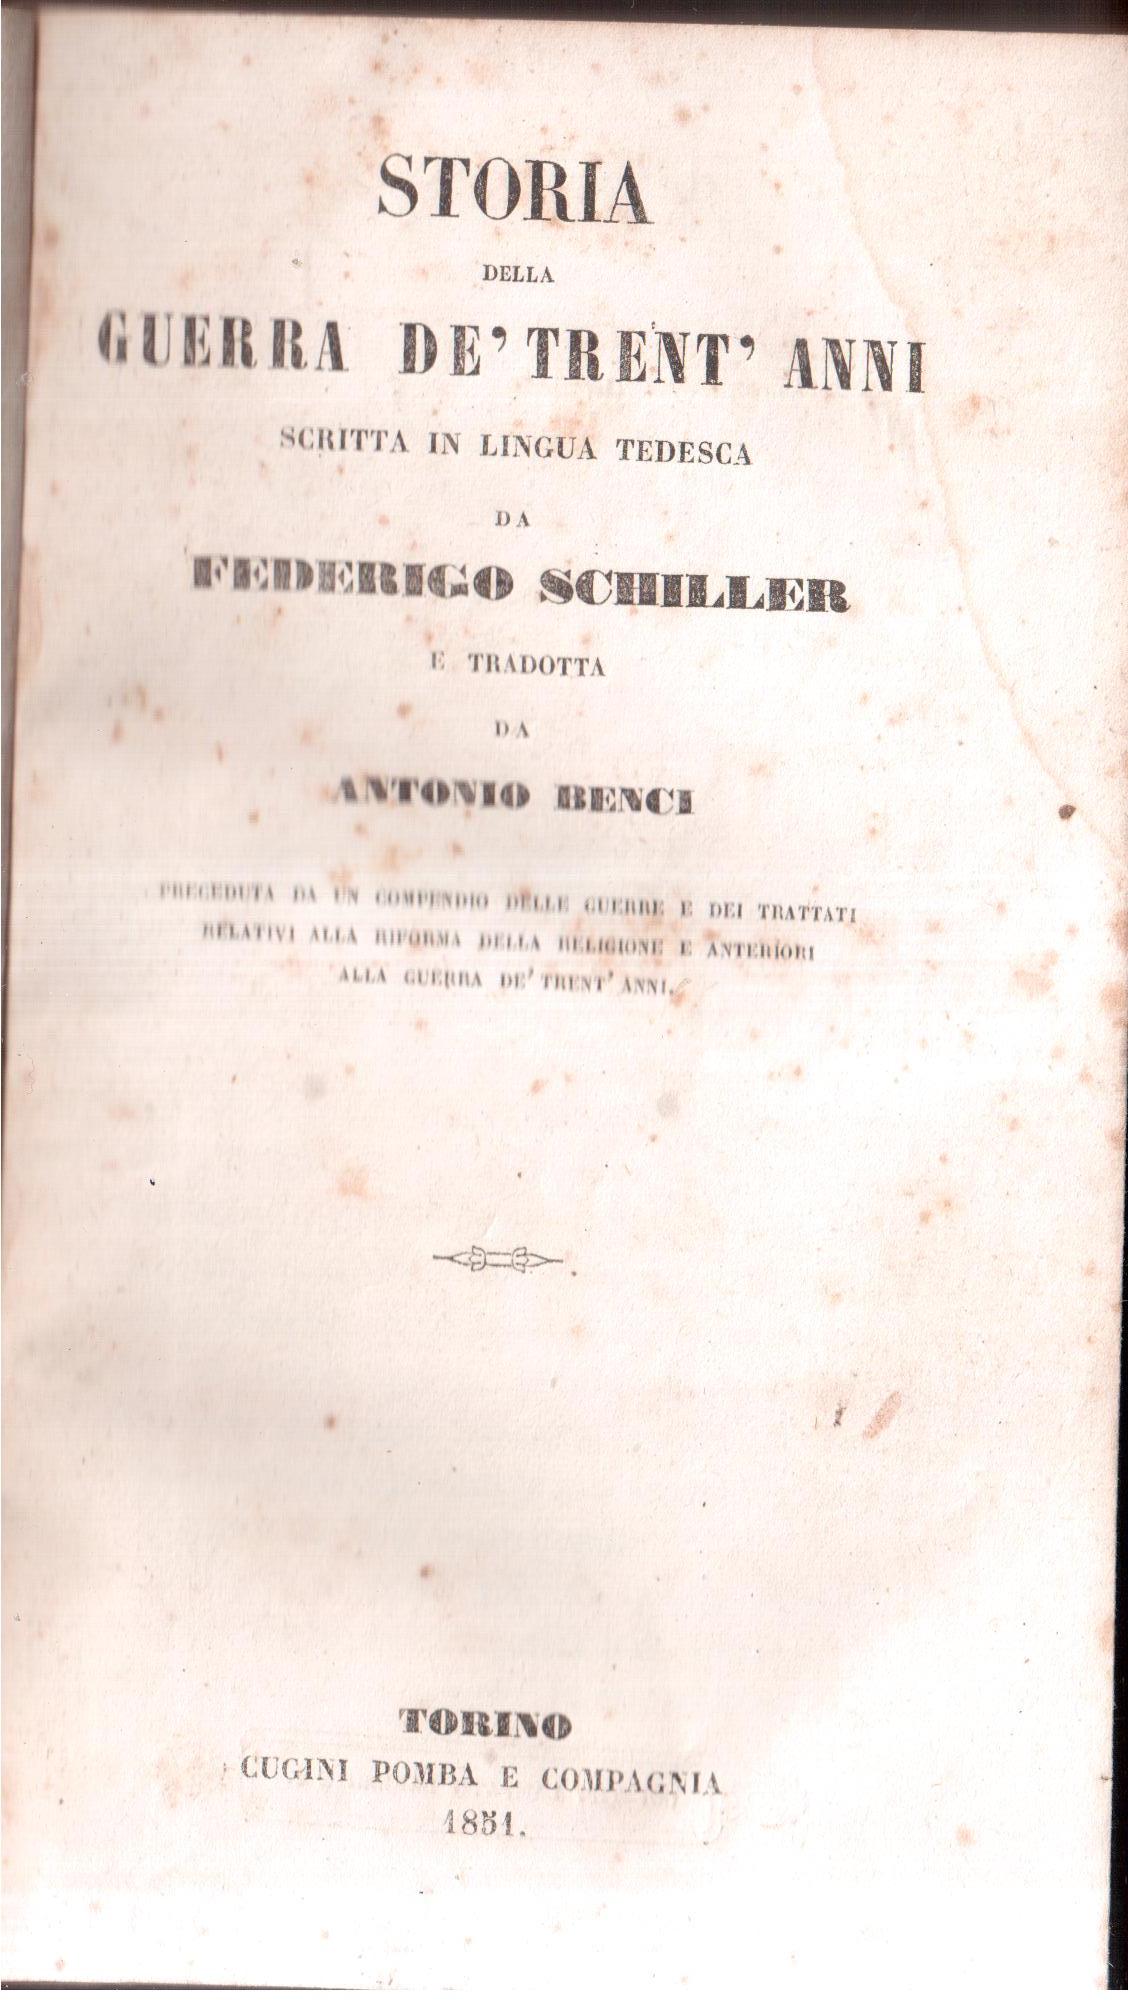 STORIA
DELLA
GUERRA DE' TRENT' ANNI
SCRITTA IN LINGUA TEDESCA
DA
FEDERIGO SCHILLER
E TRADOTTA
DA
ANTONIO BENCI
PRECEDUTA DA UN COMPENDIO DELLE GUERRE E DEI TRATTATI
RELATIVI ALLA RIFORMA DELLA RELIGIONE E ANTERIORI
ALLA GUERRA DE' TRENT' ANNI.
TORINO
CUGINI POMBA E COMPAGNIA
1851.